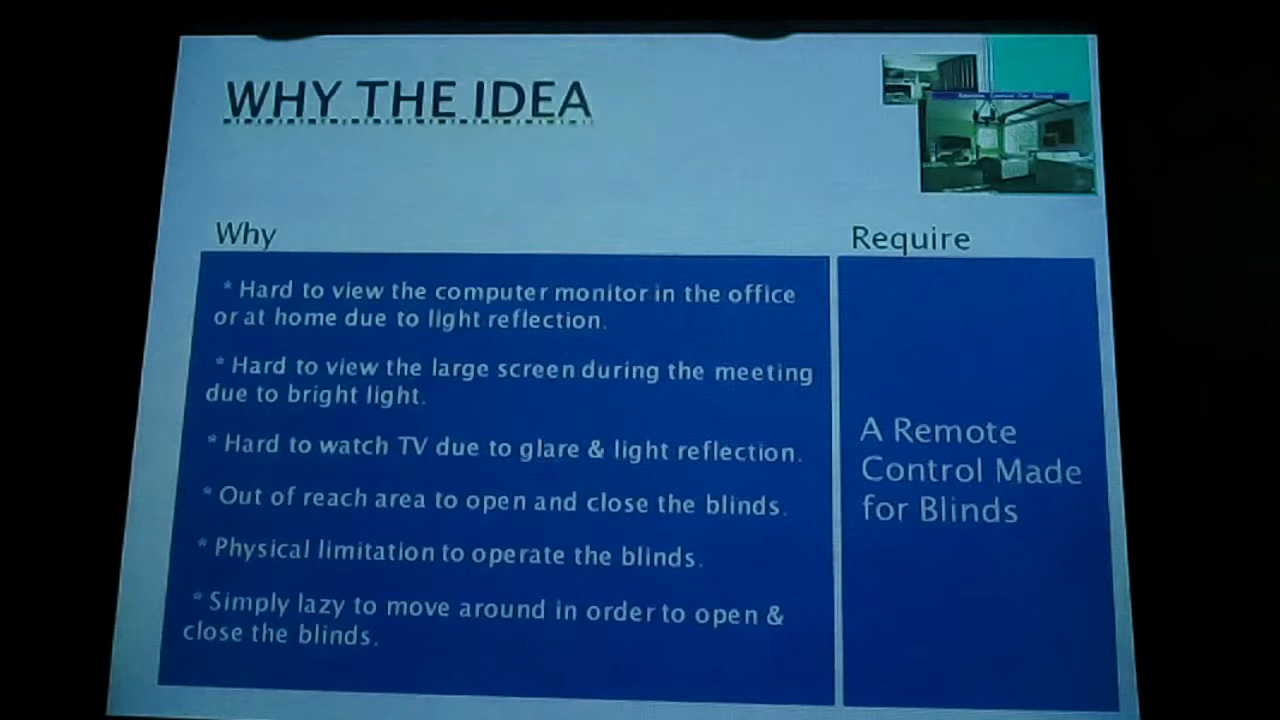 WHY THE IDEA
Why
* Hard to view the computer monitor in the office
or at home due to light reflection.
* Hard to view the large screen during the meeting
due to bright light.
* Hard to watch TV due to glare & light reflection.
* Out of reach area to open and close the blinds.
* Physical limitation to operate the blinds.
* Simply lazy to move around in order to open &
close the blinds.
Require
A Remote
Control Made
for Blinds